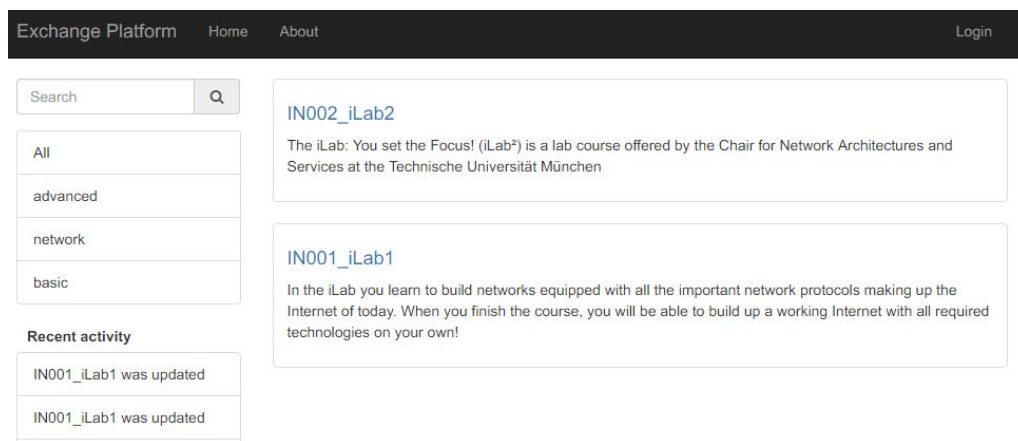 Exchange Platform Home About Login
Search
All
advanced
network
basic
Recent activity
IN001_iLab1 was updated
IN001_iLab1 was updated
IN002_iLab2
The iLab: You set the Focus! (iLab²) is a lab course offered by the Chair for Network Architectures and
Services at the Technische Universität München
IN001_iLab1
In the iLab you learn to build networks equipped with all the important network protocols making up the
Internet of today. When you finish the course, you will be able to build up a working Internet with all required
technologies on your own!